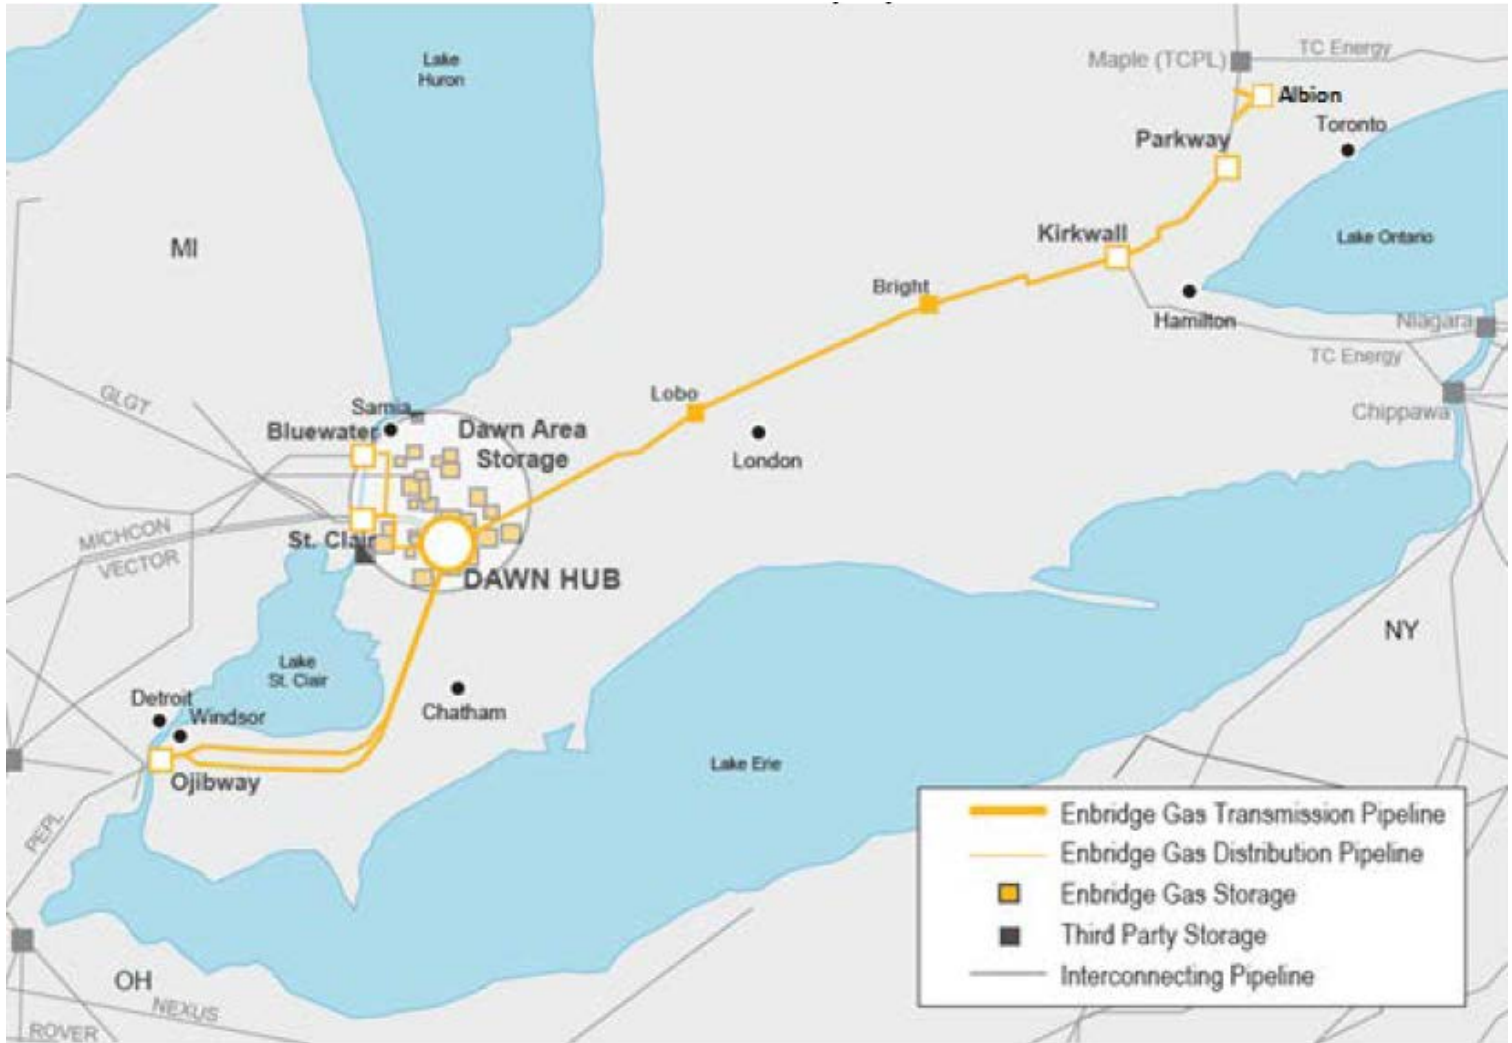 Lake
Huron
Maple (TCPL)
TC Energy
Albion
Toronto
Parkway
MI
Kirkwall
Lake Ontario
Bright
Hamilton
Niagara
TC Energy
GLGT
Lobo
Chippawa
Sarnia
Bluewater
Dawn Area
Storage
London
MICHCON
St. Clair
VECTOR
DAWN HUB
NY
Lake
St. Clair
Detroit
Windsor
Chatham
Ojibway
Lake Erie
PEPL
Enbridge Gas Transmission Pipeline
Enbridge Gas Distribution Pipeline
Enbridge Gas Storage
Third Party Storage
Interconnecting Pipeline
OH
NEXUS
ROVER